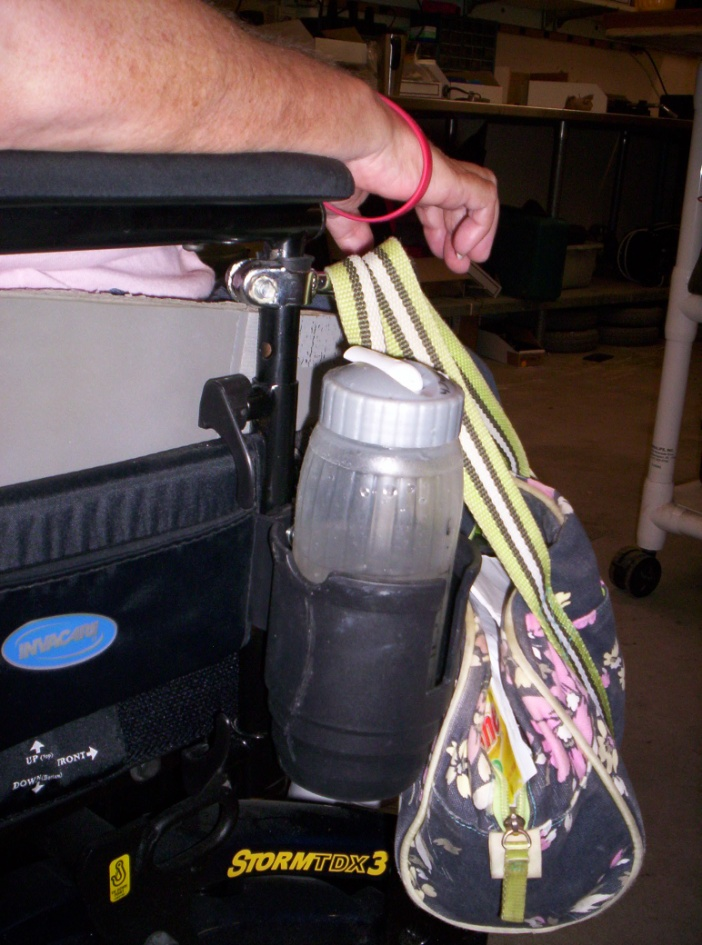 INVACARE
UP (Top) FRONT
DOWN (Bottom)
STORM TDX3